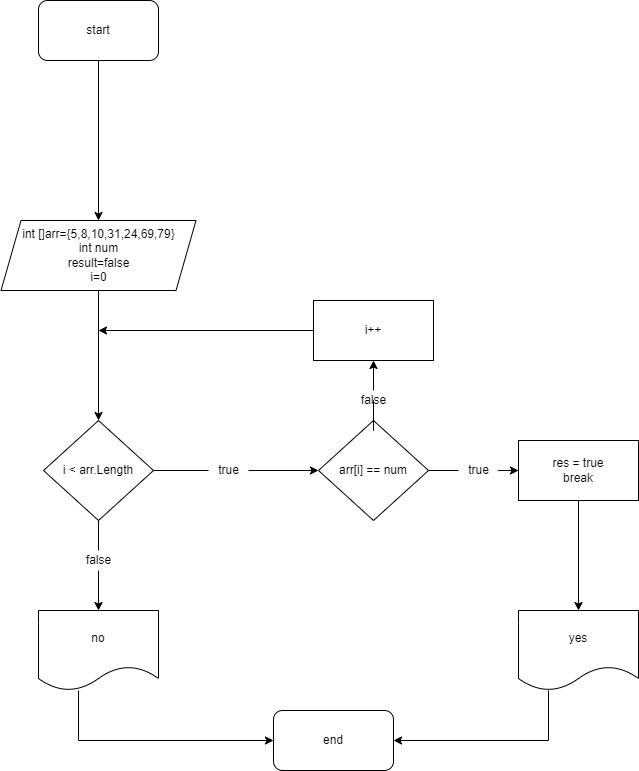 start
int []arr={5,8,10,31,24,69,79}
int num
result=false
i=0
i++
false
i < arr.Length
true
arr[i] == num
true
res = true
break
false
no
yes
end